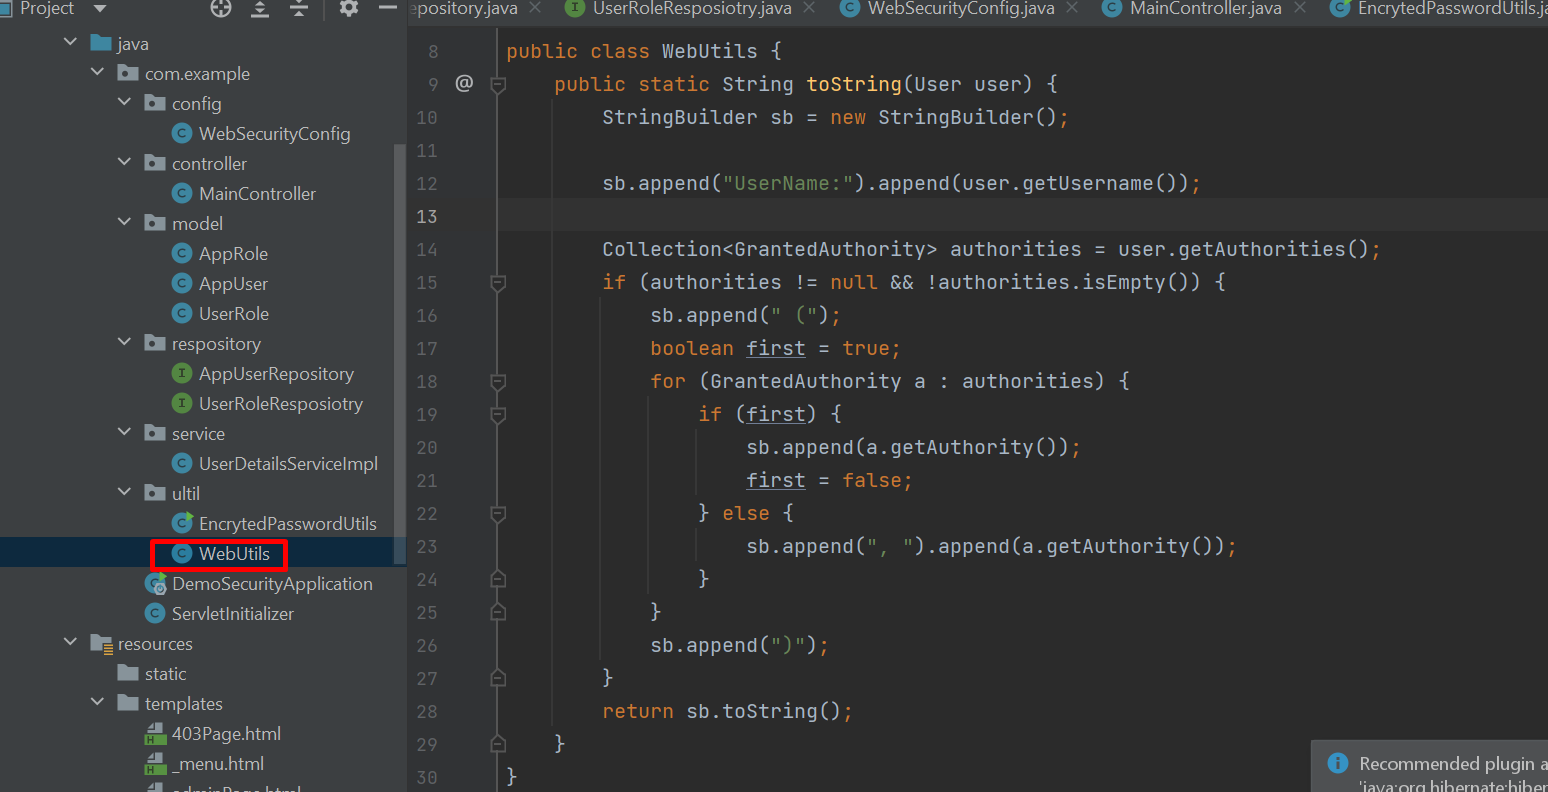 Project
epository.java
UserRoleResposiotry.java
WebSecurityConfig.java
MainController.java
EncrytedPasswordUtils.j
java
com.example
config
WebSecurityConfig
controller
MainController
model
AppRole
AppUser
UserRole
respository
AppUserRepository
UserRoleResposiotry
service
UserDetailsServiceImpl
ultil
EncrytedPasswordUtils
WebUtils
DemoSecurityApplication
ServletInitializer
resources
static
templates
403Page.html
_menu.html
adminPage.html
8 public class WebUtils {
9 @ public static String toString(User user) {
10 StringBuilder sb = new StringBuilder();
11
12 sb.append("UserName:").append(user.getUsername());
13
14 Collection<GrantedAuthority> authorities = user.getAuthorities();
15 if (authorities != null && !authorities.isEmpty()) {
16 sb.append(" (");
17 boolean first = true;
18 for (GrantedAuthority a : authorities) {
19 if (first) {
20 sb.append(a.getAuthority());
21 first = false;
22 } else {
23 sb.append(", ").append(a.getAuthority());
24 }
25 }
26 sb.append(")");
27 }
28 return sb.toString();
29 }
30 }
Recommended plugin a
'java:org.hibernate:hiber